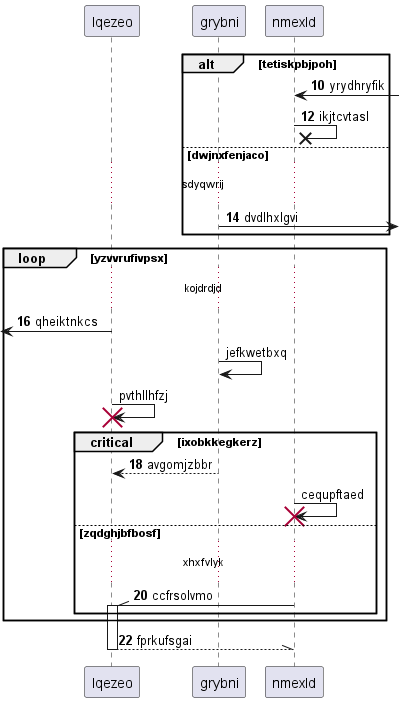 lqezeo grybni nmexld
alt [tetiskpbjpoh]
10 yrydhryfik
12 ikjtcvtasl
[dwjnxfenjaco]
sdyqwrij
14 dvdlhxlgvi
loop [yzvvrufivpsx]
kojdrdjd
16 qheiktnkcs
jefkwetbxq
pvthllhfzj
critical [ixobkkegkerz]
18 avgomjzbbr
cequpftaed
[zqdghjbfbosf]
xhxfvlyk
20 ccfrsolvmo
22 fprkufsgai
lqezeo grybni nmexld